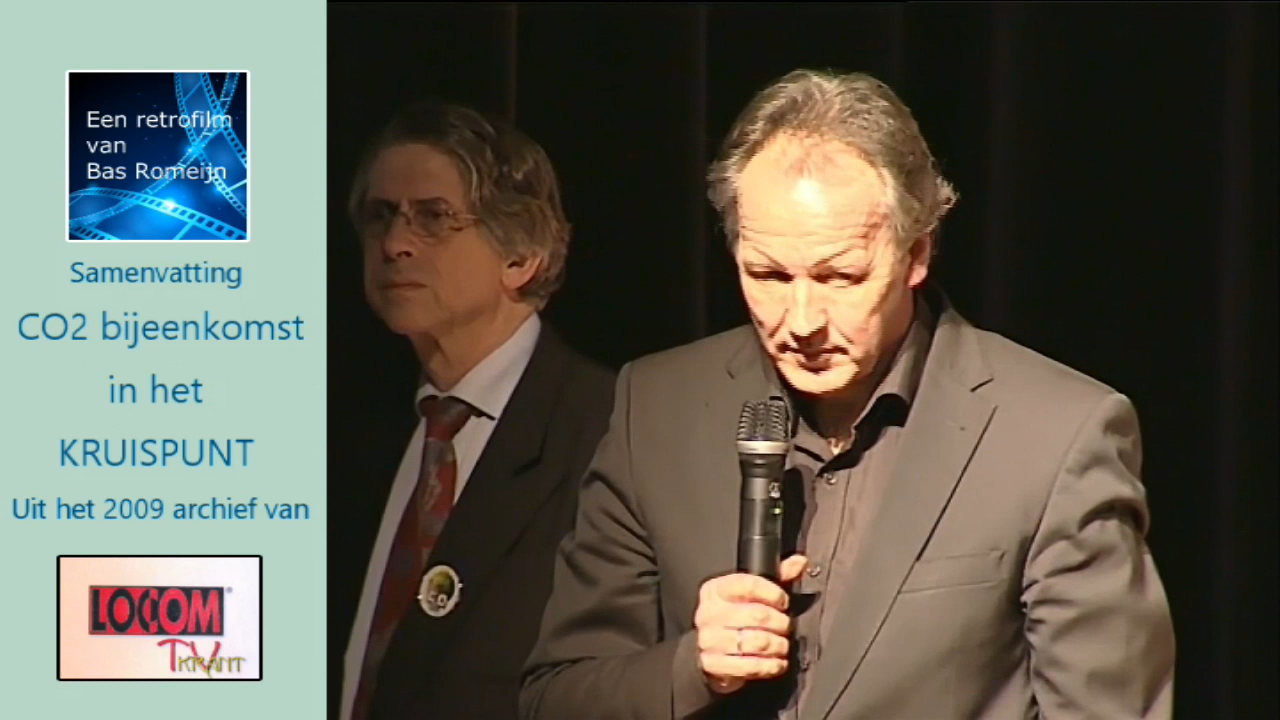 Een retrofilm
van
Bas Romeijn
Samenvatting
CO2 bijeenkomst
in het
KRUISPUNT
Uit het 2009 archief van
LOCOM®
TV KRANT